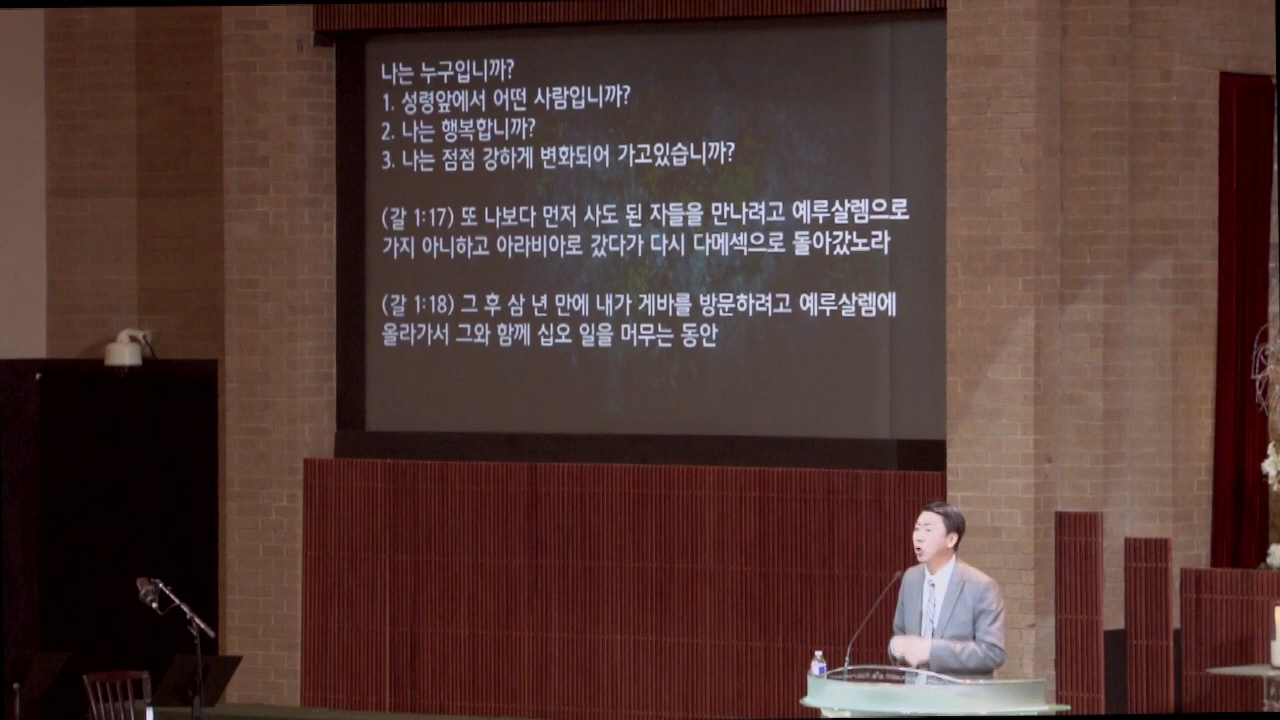 나는 누구입니까?
1. 성령앞에서 어떤 사람입니까?
2. 나는 행복합니까?
3. 나는 점점 강하게 변화되어 가고있습니까?
(갈 1:17) 또 나보다 먼저 사도 된 자들을 만나려고 예루살렘으로
가지 아니하고 아라비아로 갔다가 다시 다메섹으로 돌아갔노라
(갈 1:18) 그 후 삼 년 만에 내가 게바를 방문하려고 예루살렘에
올라가서 그와 함께 십오 일을 머무는 동안